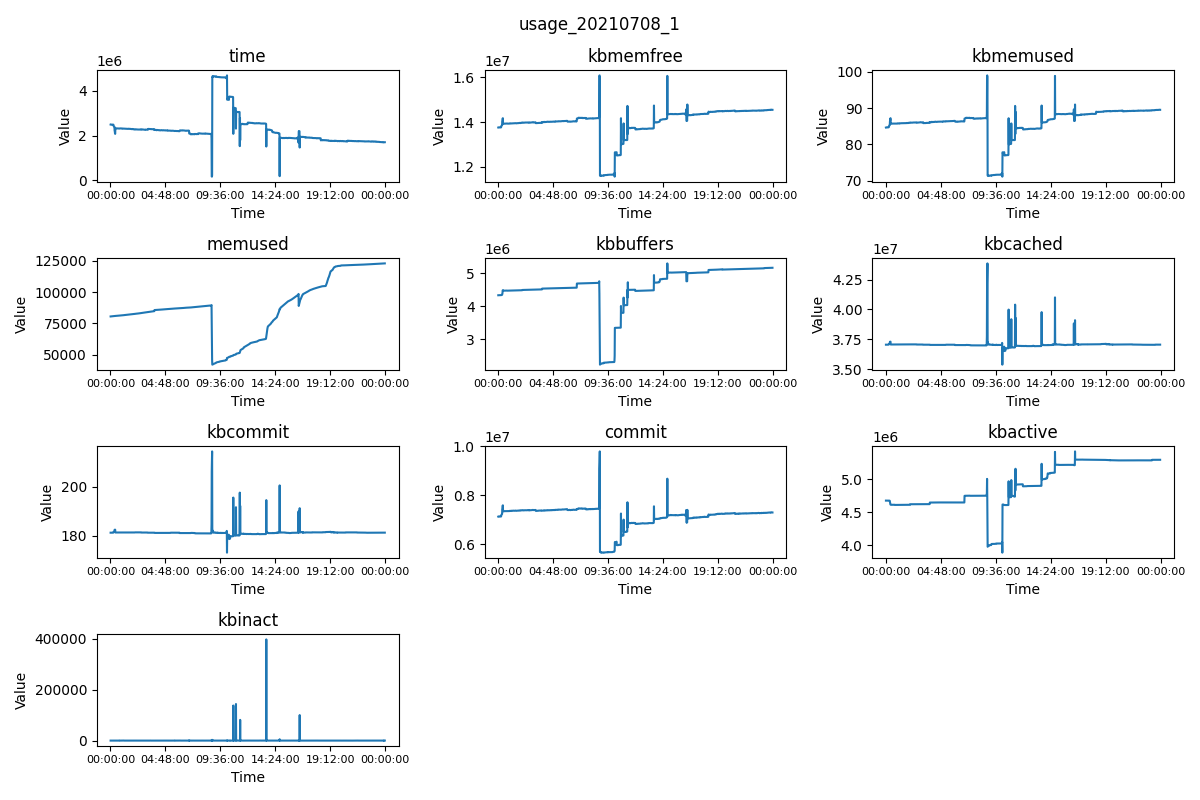 usage_20210708_1
time
kbmemfree
kbmemused
1e6
1e7
Value
4
2
0
Value
1.6
1.4
1.2
Value
100
90
80
70
00:00:00 04:48:00 09:36:00 14:24:00 19:12:00 00:00:00
00:00:00 04:48:00 09:36:00 14:24:00 19:12:00 00:00:00
00:00:00 04:48:00 09:36:00 14:24:00 19:12:00 00:00:00
Time
Time
Time
memused
kbbuffers
kbcached
1e6
1e7
Value
125000
100000
75000
50000
Value
5
4
3
Value
4.25
4.00
3.75
3.50
00:00:00 04:48:00 09:36:00 14:24:00 19:12:00 00:00:00
00:00:00 04:48:00 09:36:00 14:24:00 19:12:00 00:00:00
00:00:00 04:48:00 09:36:00 14:24:00 19:12:00 00:00:00
Time
Time
Time
kbcommit
commit
kbactive
1e7
1e6
Value
200
180
Value
1.0
0.8
0.6
Value
5.0
4.5
4.0
00:00:00 04:48:00 09:36:00 14:24:00 19:12:00 00:00:00
00:00:00 04:48:00 09:36:00 14:24:00 19:12:00 00:00:00
00:00:00 04:48:00 09:36:00 14:24:00 19:12:00 00:00:00
Time
Time
Time
kbinact
Value
400000
200000
0
00:00:00 04:48:00 09:36:00 14:24:00 19:12:00 00:00:00
Time